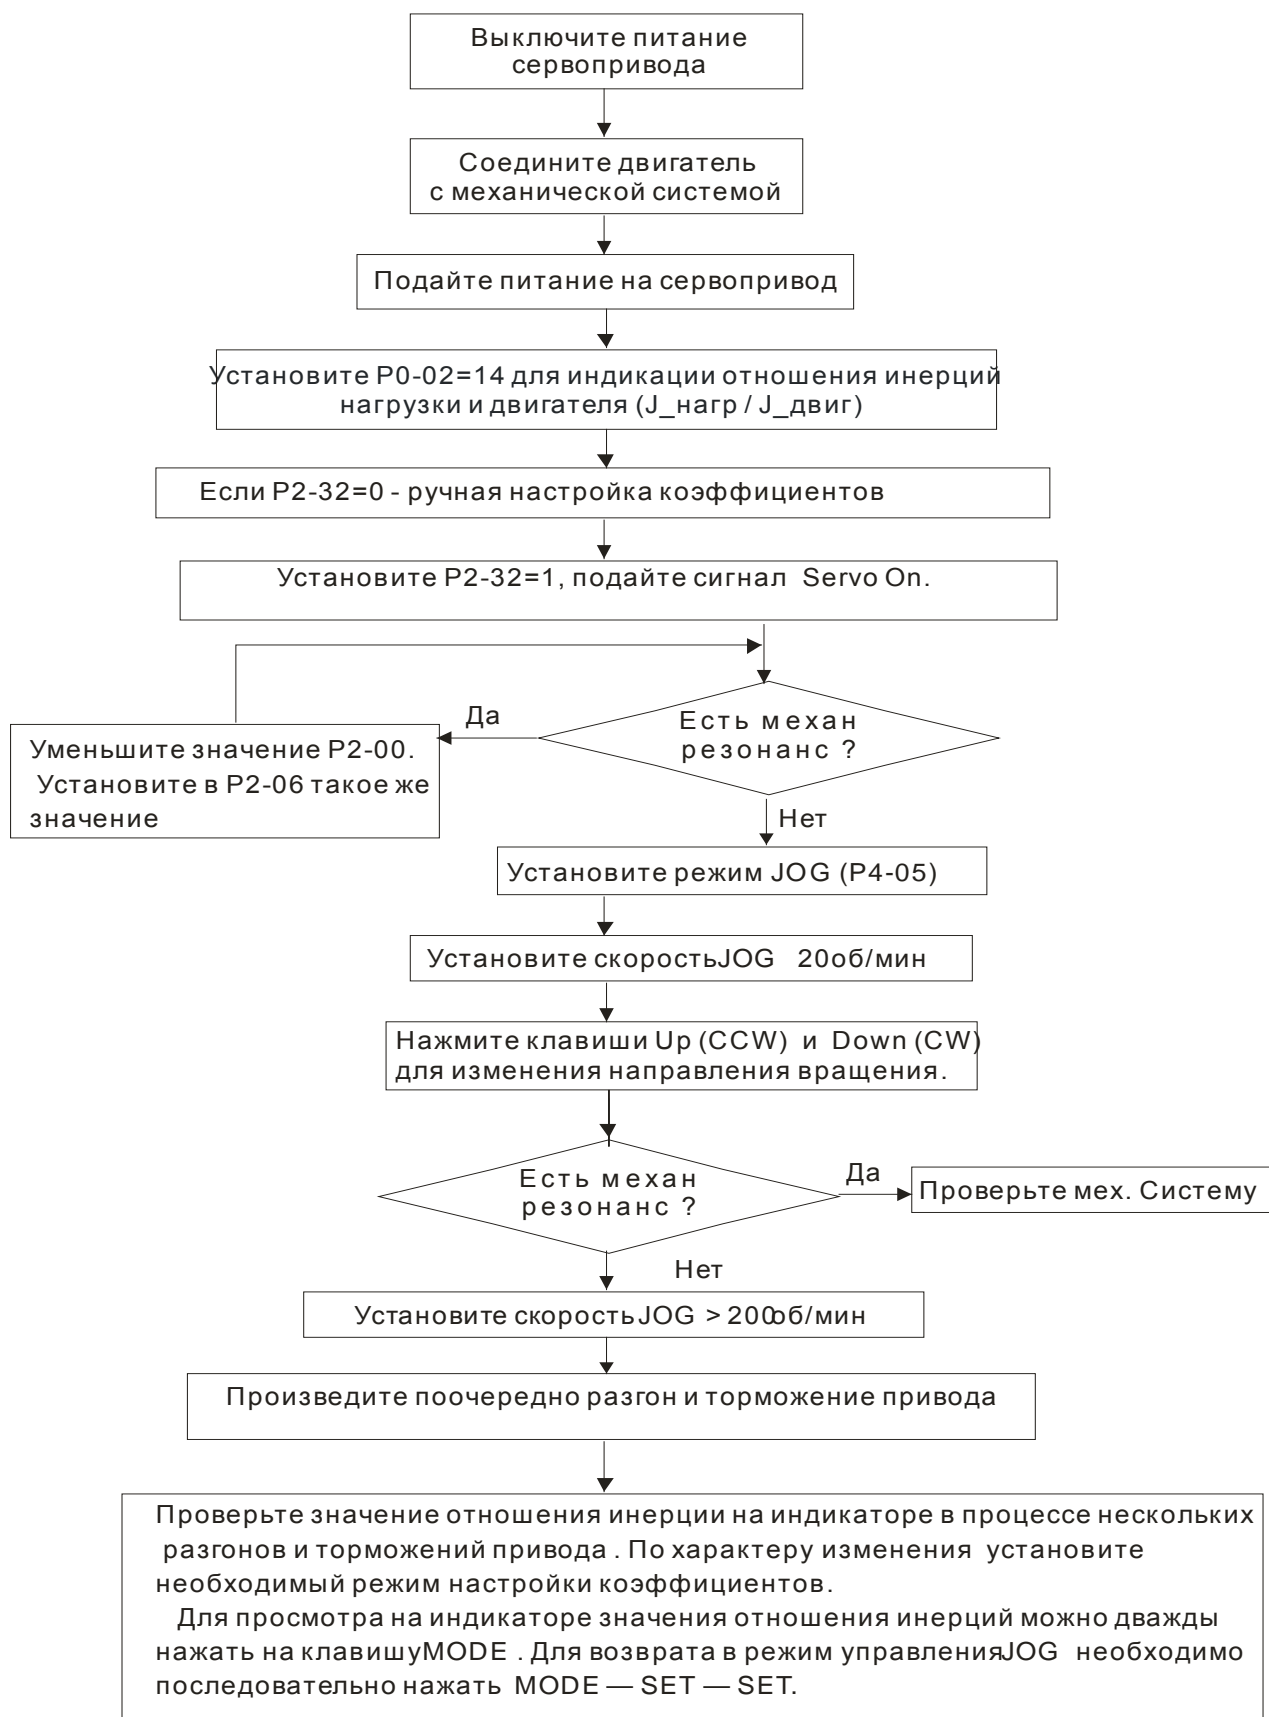 Выключите питание
сервопривода
Соедините двигатель
с механической системой
Подайте питание на сервопривод
Установите P0-02=14 для индикации отношения инерций
нагрузки и двигателя (J_нагр / J_двиг)
Если P2-32=0 - ручная настройка коэффициентов
Установите P2-32=1, подайте сигнал Servo On.
Есть механ
резонанс ?
Да
Уменьшите значение P2-00.
Установите в P2-06 такое же
значение
Нет
Установите режим JOG (P4-05)
Установите скорость JOG 20об/мин
Нажмите клавиши Up (CCW) и Down (CW)
для изменения направления вращения.
Есть механ
резонанс ?
Да
Проверьте мех. Систему
Нет
Установите скорость JOG > 200об/мин
Произведите поочередно разгон и торможение привода
Проверьте значение отношения инерции на индикаторе в процессе нескольких
разгонов и торможений привода . По характеру изменения установите
необходимый режим настройки коэффициентов.
Для просмотра на индикаторе значения отношения инерций можно дважды
нажать на клавишу MODE . Для возврата в режим управления JOG необходимо
последовательно нажать MODE — SET — SET.